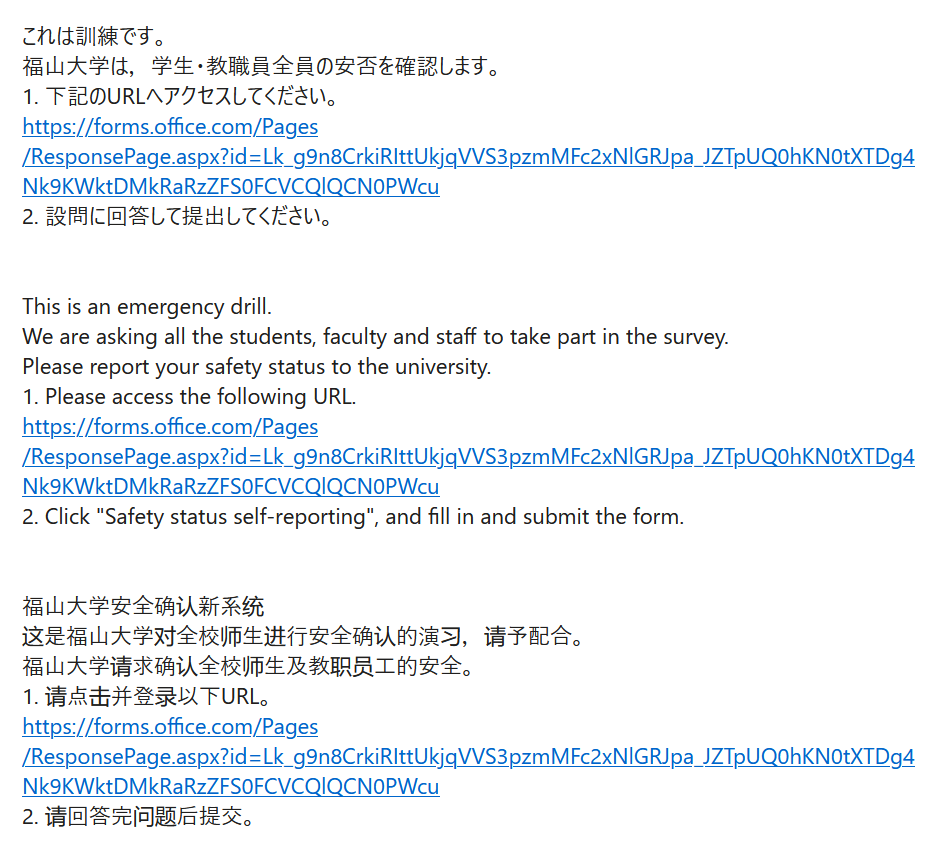 これは訓練です。
福山大学は，学生・教職員全員の安否を確認します。
1. 下記のURLへアクセスしてください。
https://forms.office.com/Pages
/ResponsePage.aspx?id=Lk_g9n8CrkiRIttUkjqVVS3pzmMFc2xNlGRJpa_JZTpUQ0hKN0tXTDg4
Nk9KWktDMkRaRzZFS0FCVCQlQCN0PWcu
2. 設問に回答して提出してください。
This is an emergency drill.
We are asking all the students, faculty and staff to take part in the survey.
Please report your safety status to the university.
1. Please access the following URL.
https://forms.office.com/Pages
/ResponsePage.aspx?id=Lk_g9n8CrkiRIttUkjqVVS3pzmMFc2xNlGRJpa_JZTpUQ0hKN0tXTDg4
Nk9KWktDMkRaRzZFS0FCVCQlQCN0PWcu
2. Click "Safety status self-reporting", and fill in and submit the form.
福山大学安全确认新系统
这是福山大学对全校师生进行安全确认的演习，请予配合。
福山大学请求确认全校师生及教职员工的安全。
1. 请点击并登录以下URL。
https://forms.office.com/Pages
/ResponsePage.aspx?id=Lk_g9n8CrkiRIttUkjqVVS3pzmMFc2xNlGRJpa_JZTpUQ0hKN0tXTDg4
Nk9KWktDMkRaRzZFS0FCVCQlQCN0PWcu
2. 请回答完问题后提交。